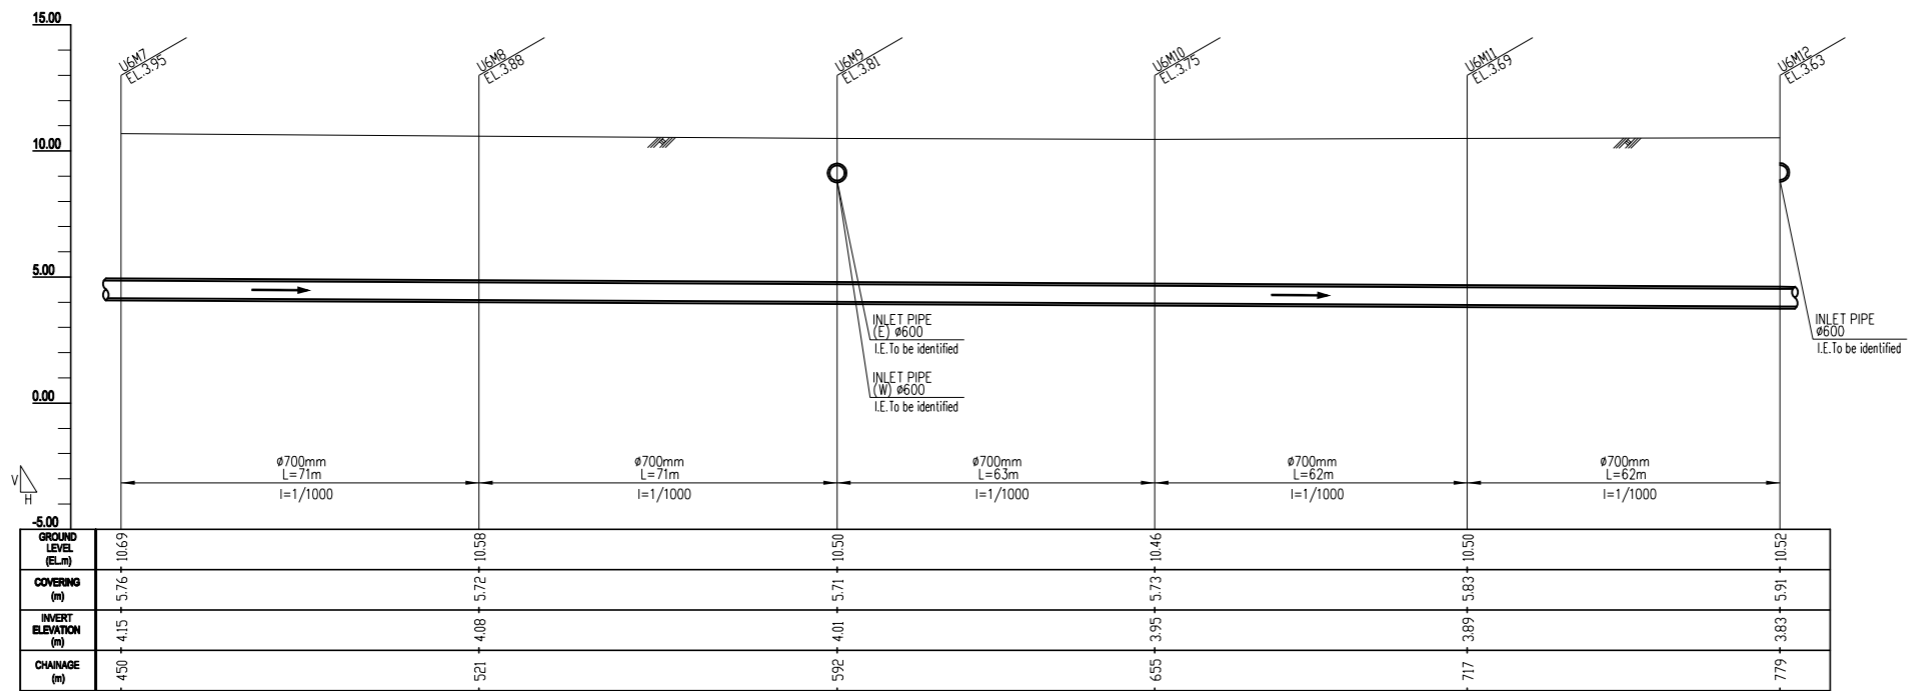 15.00
10.00
5.00
0.00
-5.00
U6M7
EL.3.95
U6M8
EL.3.88
U6M9
EL.3.81
U6M10
EL.3.75
U6M11
EL.3.69
U6M12
EL.3.63
INLET PIPE
(E) ø600
I.E.To be identified
INLET PIPE
(W) ø600
I.E.To be identified
INLET PIPE
ø600
I.E.To be identified
V
H
ø700mm
L=71m
I=1/1000
ø700mm
L=71m
I=1/1000
ø700mm
L=63m
I=1/1000
ø700mm
L=62m
I=1/1000
ø700mm
L=62m
I=1/1000
GROUND
LEVEL
(EL.m)
10.69 10.58 10.50 10.46 10.50 10.52
COVERING
(m)
5.76 5.72 5.71 5.73 5.83 5.91
INVERT
ELEVATION
(m)
4.15 4.08 4.01 3.95 3.89 3.83
CHAINAGE
(m)
450 521 592 655 717 779